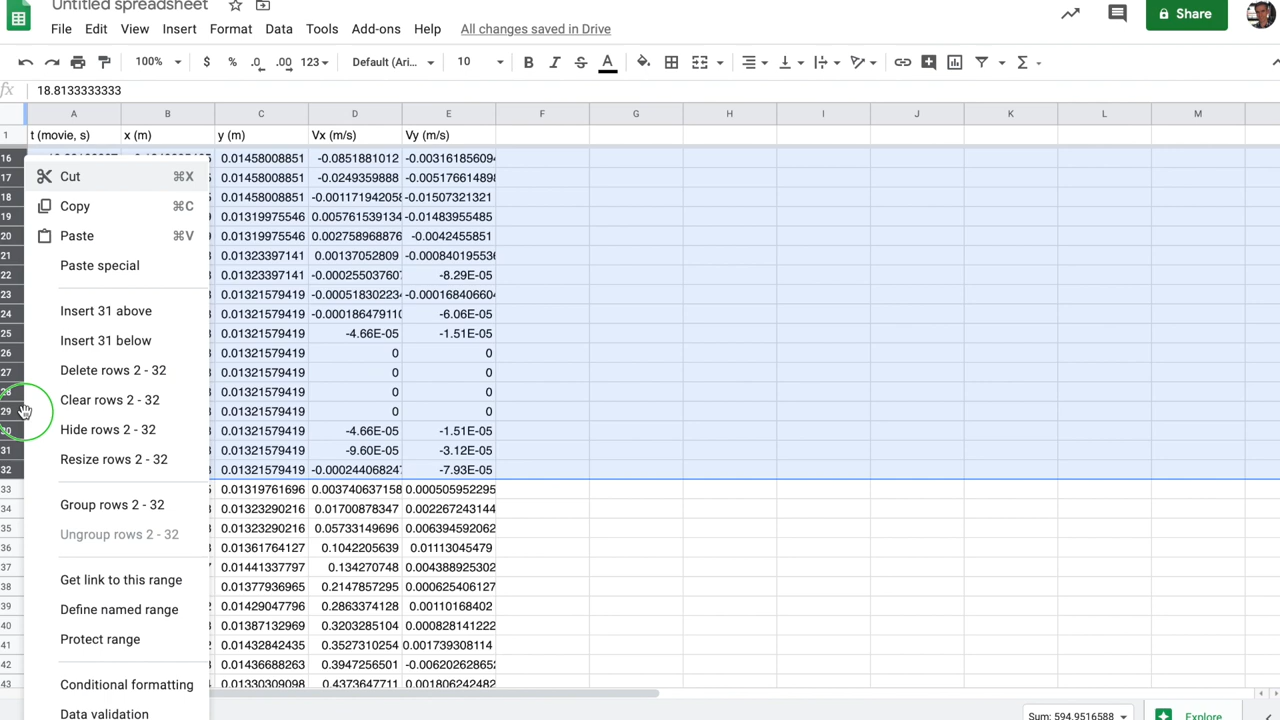 Untitled spreadsheet
File Edit View Insert Format Data Tools Add-ons Help All changes saved in Drive
Share
100% $ % .0 .00 123 Default (Ari... 10 B I S A Σ
fx 18.8133333333
A B C D E F G H I J K L M
1 t (movie, s) x (m) y (m) Vx (m/s) Vy (m/s)
16 0.01458008851 -0.0851881012 -0.003161856094
17 0.01458008851 -0.0249359888 -0.005176614898
18 0.01458008851 -0.001171942058 -0.01507321321
19 0.01319975546 0.005761539134 -0.01483955485
20 0.01319975546 0.002758968876 -0.0042455851
21 0.01323397141 0.00137052809 -0.000840195536
22 0.01323397141 -0.000255037607 -8.29E-05
23 0.01321579419 -0.000518302234 -0.000168406604
24 0.01321579419 -0.000186479110 -6.06E-05
25 0.01321579419 -4.66E-05 -1.51E-05
26 0.01321579419 0 0
27 0.01321579419 0 0
28 0.01321579419 0 0
29 0.01321579419 0 0
30 0.01321579419 -4.66E-05 -1.51E-05
31 0.01321579419 -9.60E-05 -3.12E-05
32 0.01321579419 -0.000244068247 -7.93E-05
33 0.01319761696 0.003740637158 0.000505952295
34 0.01323290216 0.01700878347 0.002267243144
35 0.01323290216 0.05733149696 0.006394592062
36 0.01361764127 0.1042205639 0.01113045479
37 0.01441337797 0.134270748 0.004388925302
38 0.01377936965 0.2147857295 0.000625406127
39 0.01429047796 0.2863374128 0.00110168402
40 0.01387132969 0.3203285104 0.000828141222
41 0.01432842435 0.3527310254 0.001739308114
42 0.01436688263 0.3947256501 -0.006202628652
43 0.01330309098 0.4373647711 0.001806242482
Cut ⌘X
Copy ⌘C
Paste ⌘V
Paste special
Insert 31 above
Insert 31 below
Delete rows 2 - 32
Clear rows 2 - 32
Hide rows 2 - 32
Resize rows 2 - 32
Group rows 2 - 32
Ungroup rows 2 - 32
Get link to this range
Define named range
Protect range
Conditional formatting
Data validation
Sum: 594.9516588
Explore